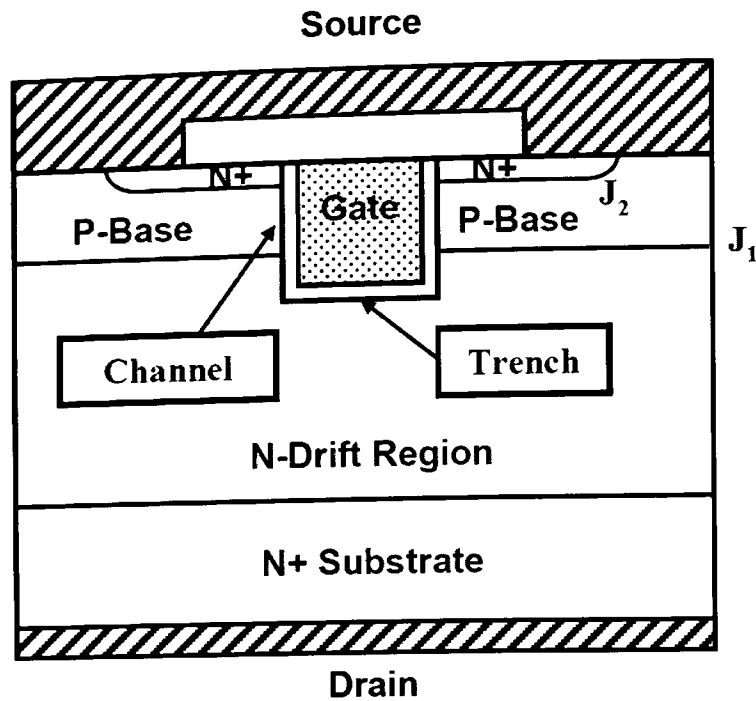 Source
N+
N+
Gate
J2
P-Base
P-Base
J1
Channel
Trench
N-Drift Region
N+ Substrate
Drain